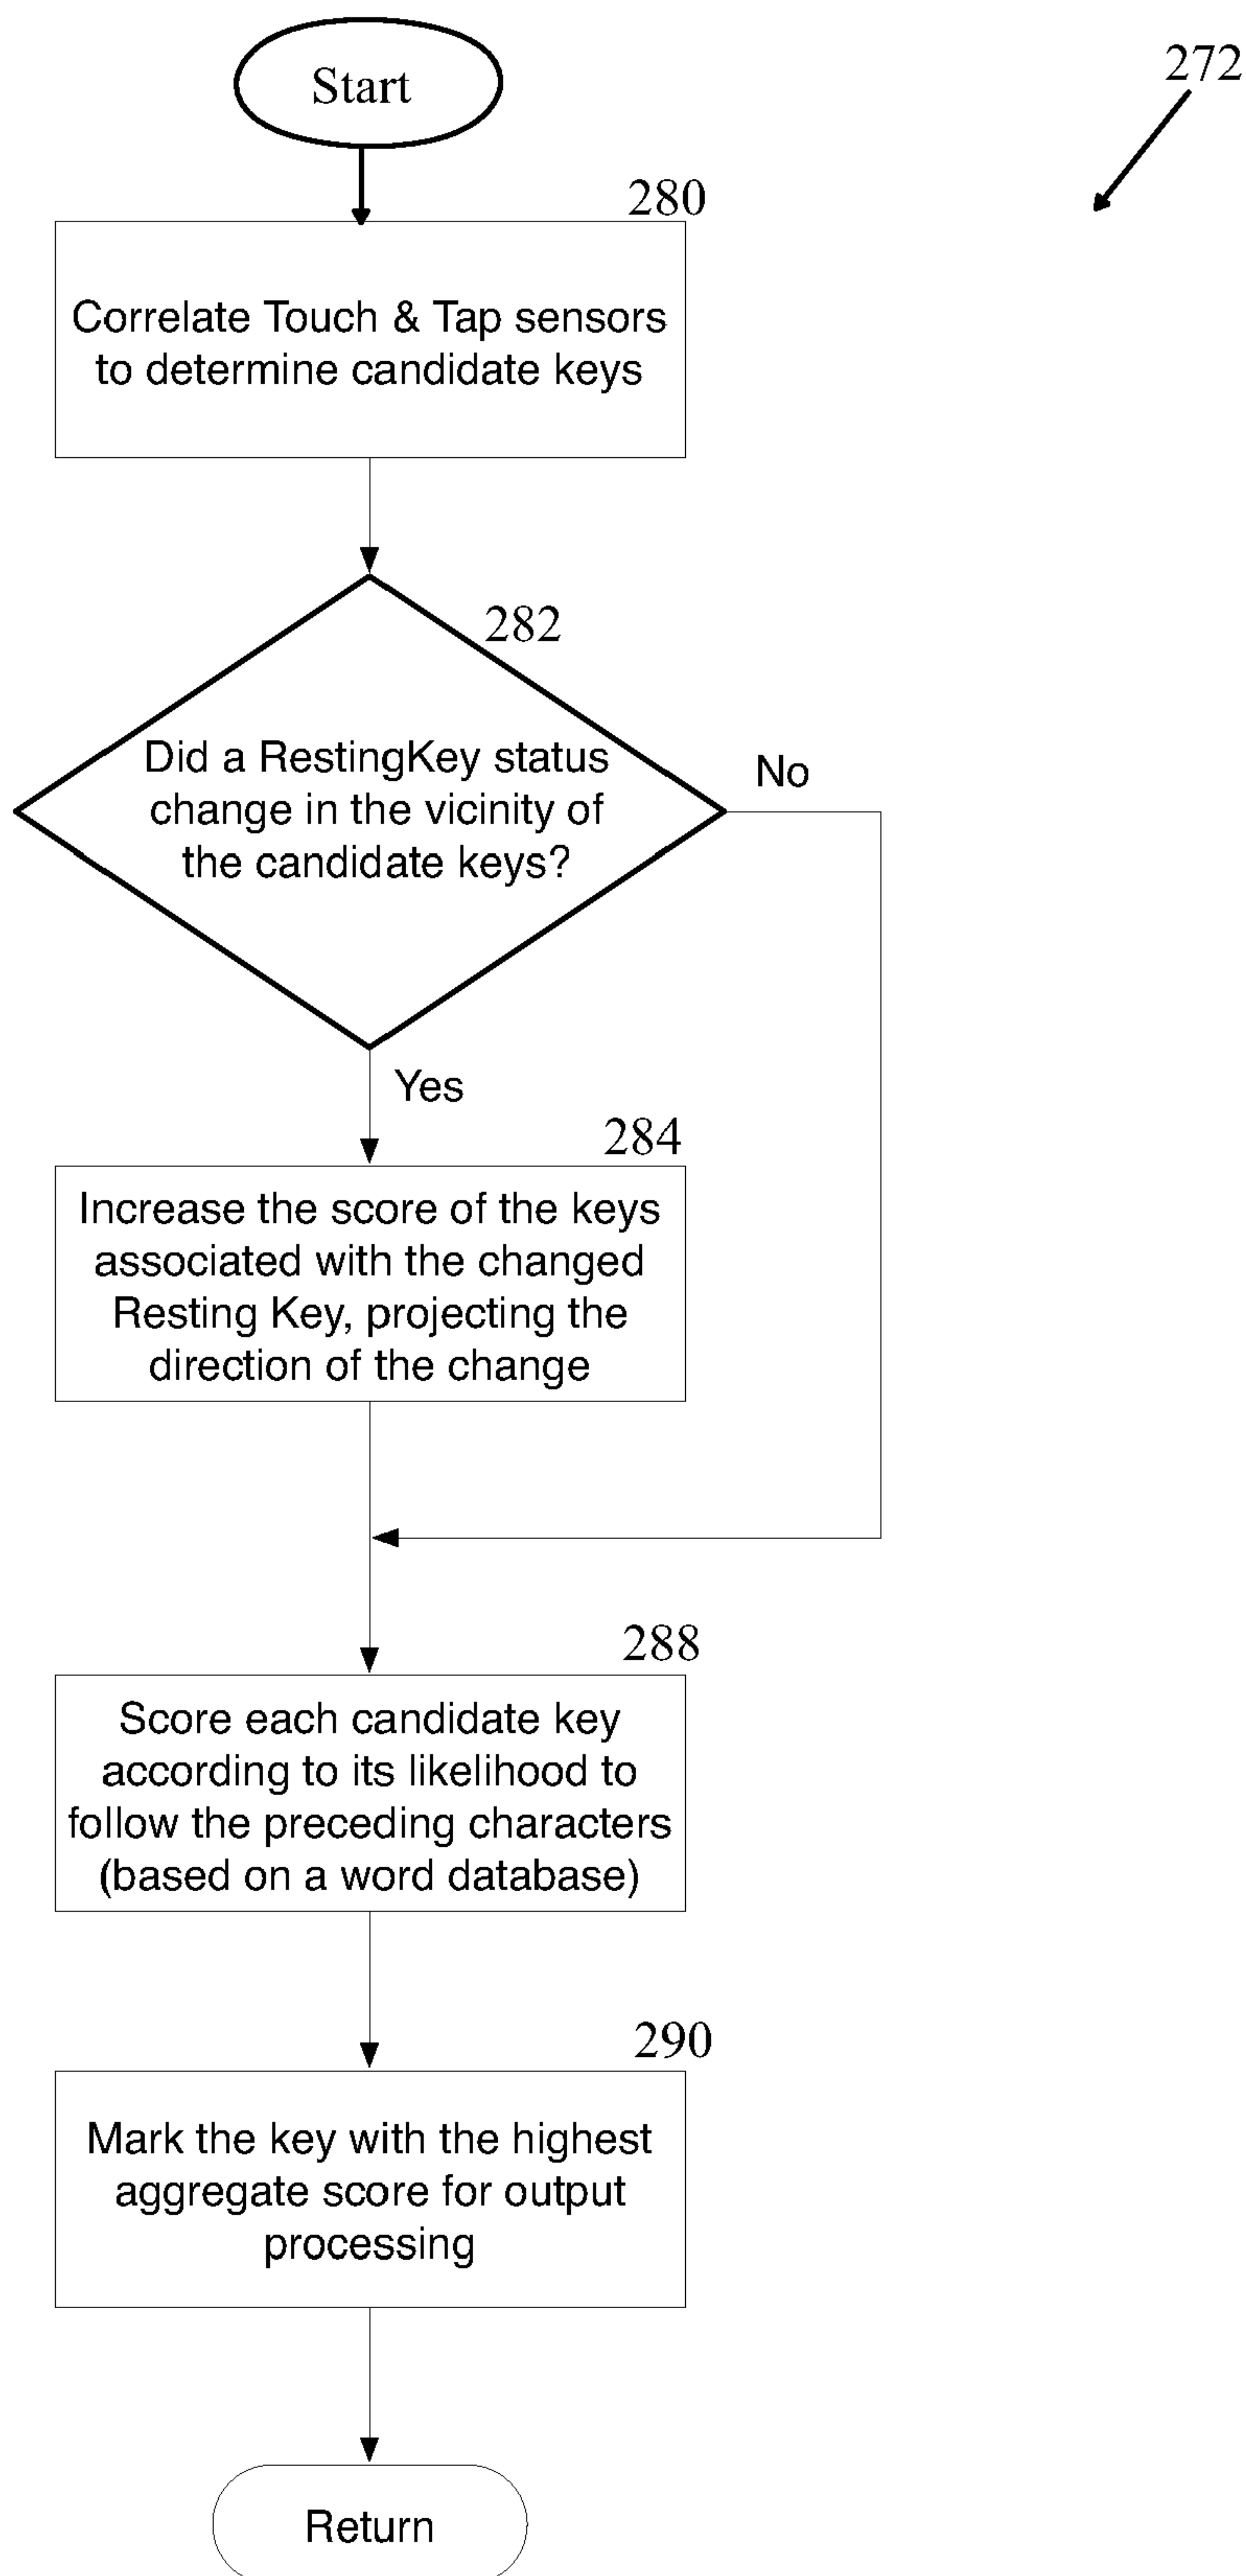 Start
272
280
Correlate Touch & Tap sensors
to determine candidate keys
282
Did a RestingKey status
change in the vicinity of
the candidate keys?
No
Yes
284
Increase the score of the keys
associated with the changed
Resting Key, projecting the
direction of the change
288
Score each candidate key
according to its likelihood to
follow the preceding characters
(based on a word database)
290
Mark the key with the highest
aggregate score for output
processing
Return